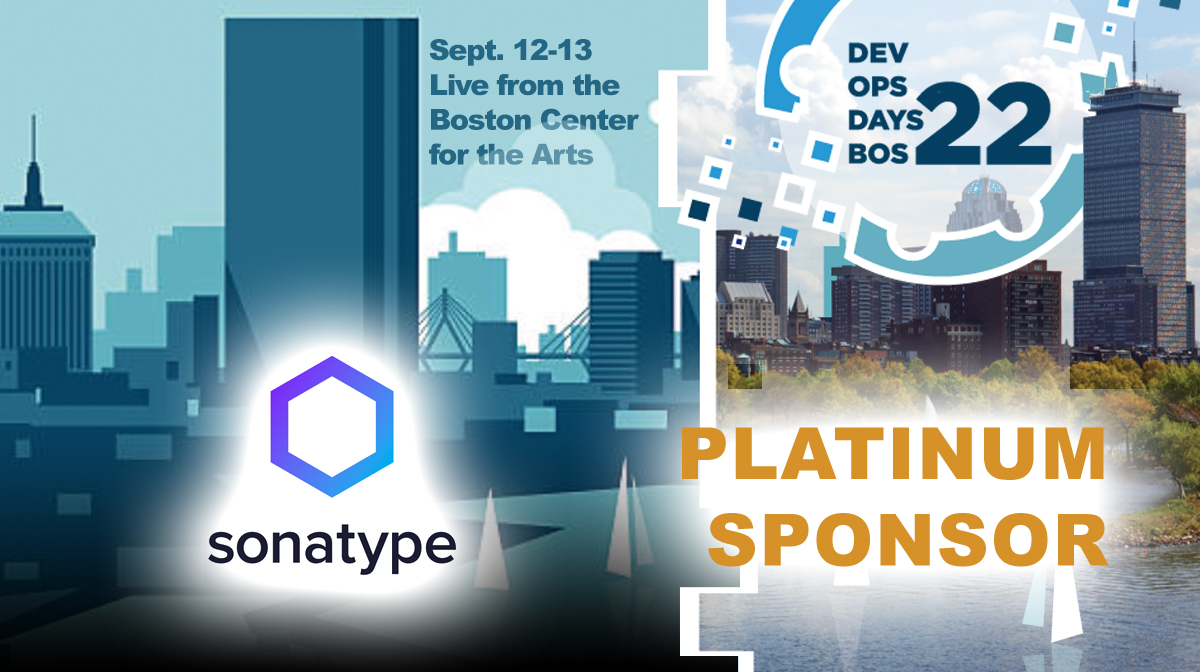 Sept. 12-13
Live from the
Boston Center
for the Arts
DEV
OPS
DAYS
BOS 22
sonatype
PLATINUM
SPONSOR